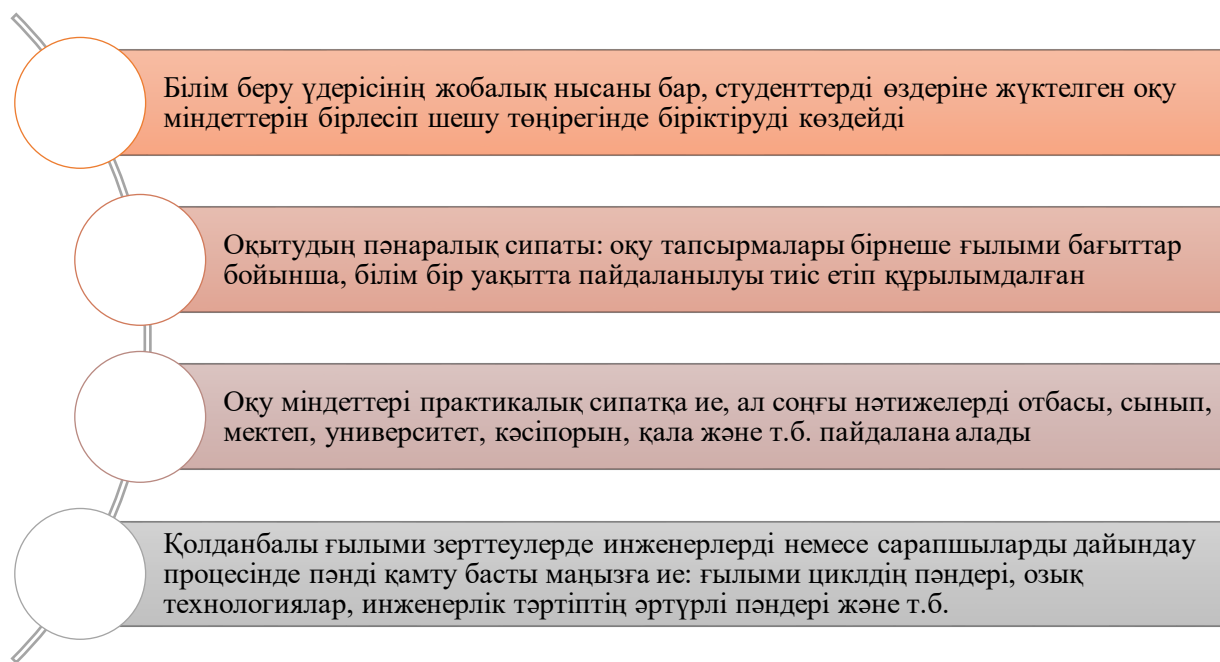 Білім беру үдерісінің жобалық нысаны бар, студенттерді өздеріне жүктелген оқу
міндеттерін бірлесіп шешу төңірегінде біріктіруді көздейді
Оқытудың пәнаралық сипаты: оқу тапсырмалары бірнеше ғылыми бағыттар
бойынша, білім бір уақытта пайдаланылуы тиіс етіп құрылымдалған
Оқу міндеттері практикалық сипатқа ие, ал соңғы нәтижелерді отбасы, сынып,
мектеп, университет, кәсіпорын, қала және т.б. пайдалана алады
Қолданбалы ғылыми зерттеулерде инженерлерді немесе сарапшыларды дайындау
процесінде пәнді қамту басты маңызға ие: ғылыми циклдің пәндері, озық
технологиялар, инженерлік тәртіптің әртүрлі пәндері және т.б.